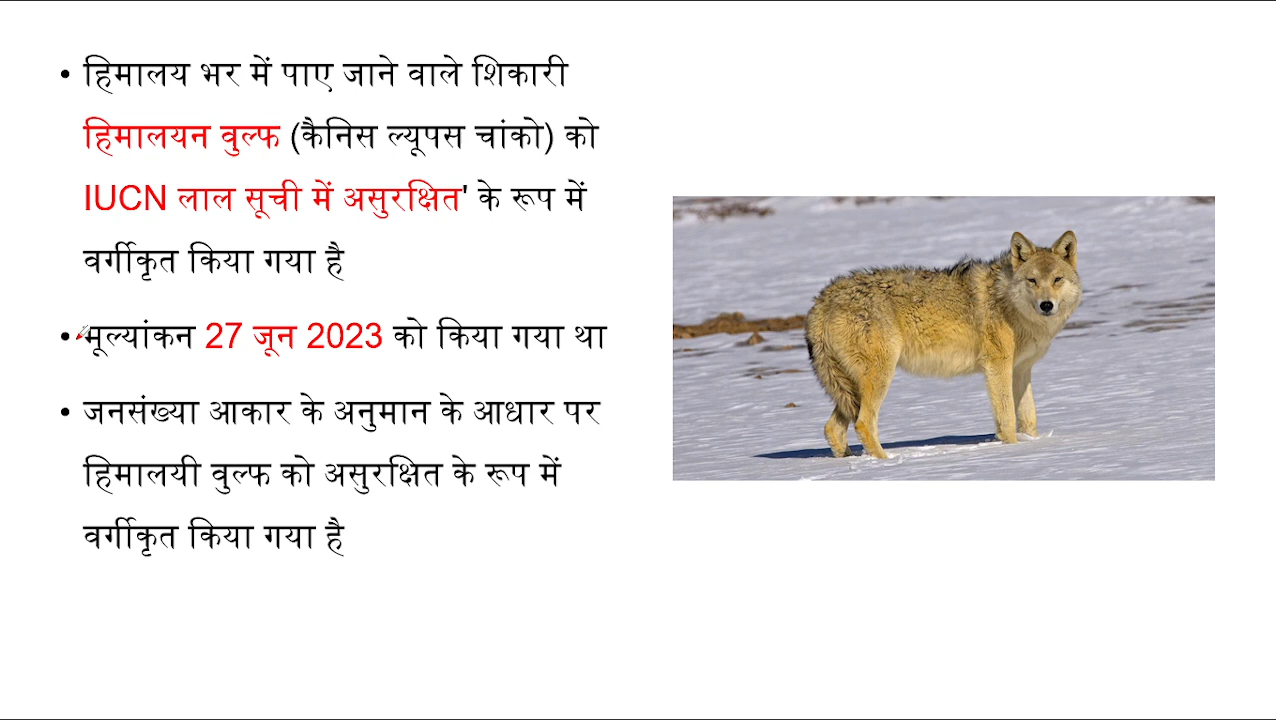 • हिमालय भर में पाए जाने वाले शिकारी
हिमालयन वुल्फ (कैनिस ल्यूपस चांको) को
IUCN लाल सूची में असुरक्षित' के रूप में
वर्गीकृत किया गया है
• मूल्यांकन 27 जून 2023 को किया गया था
• जनसंख्या आकार के अनुमान के आधार पर
हिमालयी वुल्फ को असुरक्षित के रूप में
वर्गीकृत किया गया है